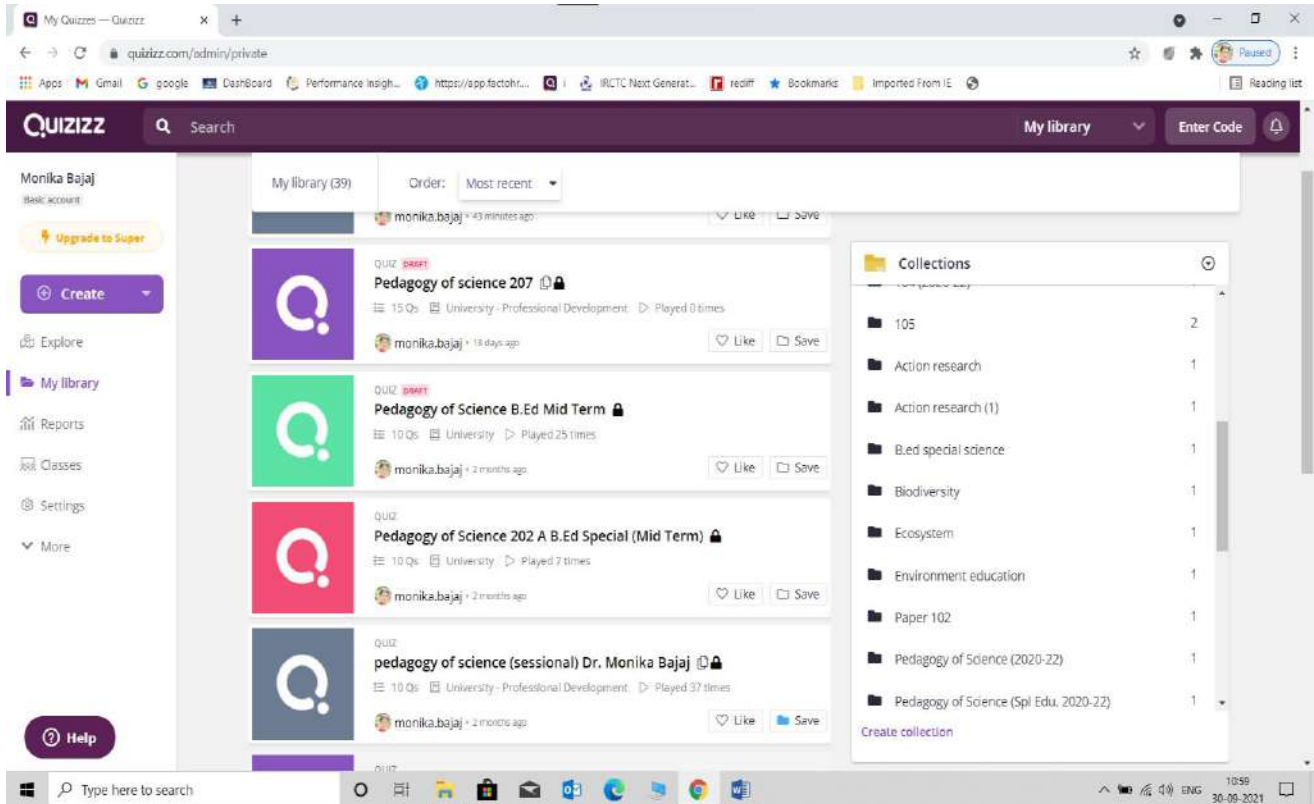 My Quizzes — Quizizz
quizizz.com/admin/private
Paused
Apps Gmail google DashBoard Performance Insigh... https://app.factohr.... i IRCTC Next Generat... rediff Bookmarks Imported From IE Reading list
QUIZIZZ Search My library Enter Code
Monika Bajaj
Basic account
Upgrade to Super
Create
Explore
My library
Reports
Classes
Settings
More
Help
My library (39) Order: Most recent
monika.bajaj • 43 minutes ago Like Save
QUIZ DRAFT
Pedagogy of science 207
15 Qs University - Professional Development Played 0 times
monika.bajaj • 18 days ago Like Save
QUIZ DRAFT
Pedagogy of Science B.Ed Mid Term
10 Qs University Played 25 times
monika.bajaj • 2 months ago Like Save
QUIZ
Pedagogy of Science 202 A B.Ed Special (Mid Term)
10 Qs University Played 7 times
monika.bajaj • 2 months ago Like Save
QUIZ
pedagogy of science (sessional) Dr. Monika Bajaj
10 Qs University - Professional Development Played 37 times
monika.bajaj • 2 months ago Like Save
QUIZ
Collections
105 2
Action research 1
Action research (1) 1
B.ed special science 1
Biodiversity 1
Ecosystem 1
Environment education 1
Paper 102 1
Pedagogy of Science (2020-22) 1
Pedagogy of Science (Spl Edu. 2020-22) 1
Create collection
Type here to search
ENG
10:59
30-09-2021